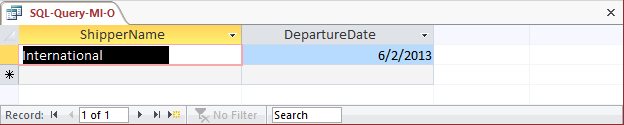 SQL-Query-MI-O
ShipperName DepartureDate
International 6/2/2013
Record: 1 of 1 No Filter Search